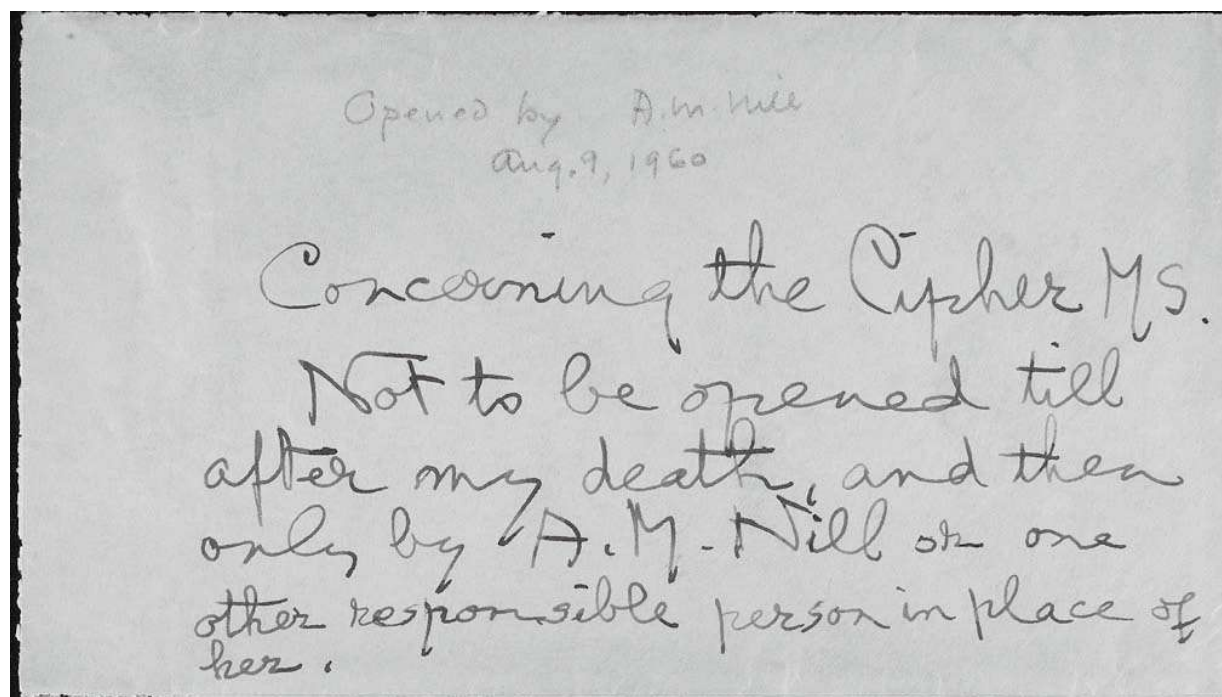 Opened by A.M. Nill
Aug. 9, 1960
Concerning the Cipher MS.
Not to be opened till
after my death, and then
only by A.M. Nill or one
other responsible person in place of
her.